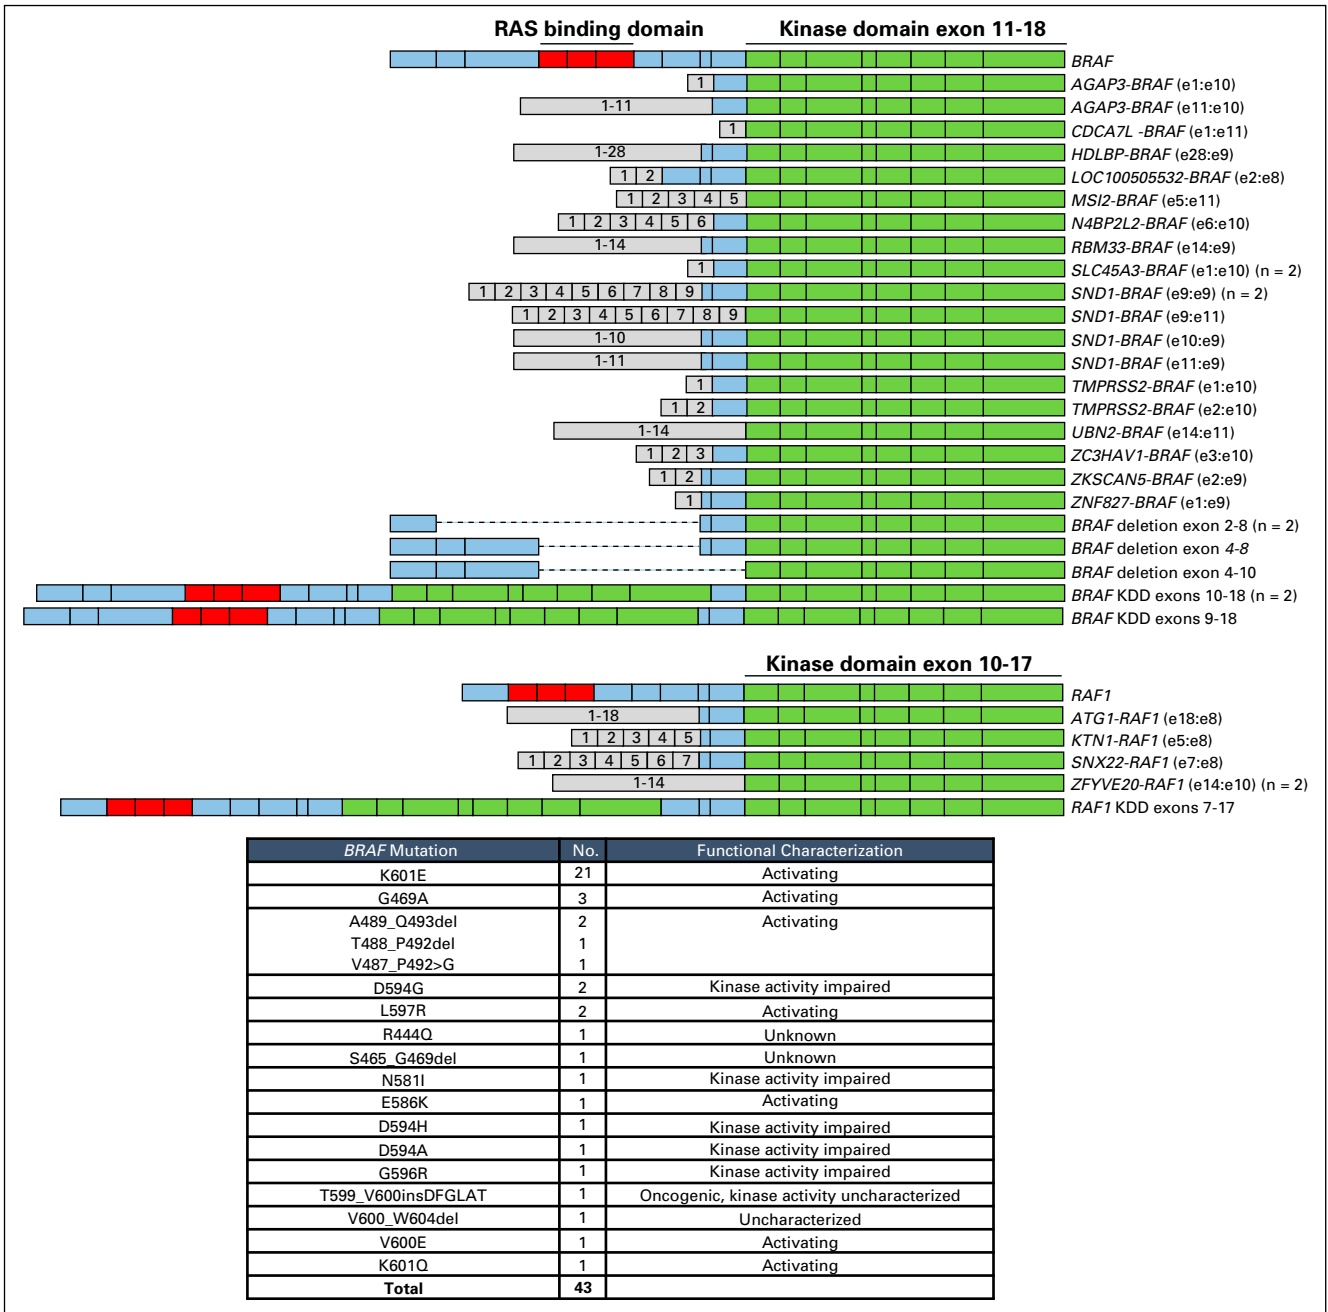 RAS binding domain Kinase domain exon 11-18
BRAF
1 AGAP3-BRAF (e1:e10)
1-11 AGAP3-BRAF (e11:e10)
1 CDCA7L -BRAF (e1:e11)
1-28 HDLBP-BRAF (e28:e9)
1 2 LOC100505532-BRAF (e2:e8)
1 2 3 4 5 MSI2-BRAF (e5:e11)
1 2 3 4 5 6 N4BP2L2-BRAF (e6:e10)
1-14 RBM33-BRAF (e14:e9)
1 SLC45A3-BRAF (e1:e10) (n = 2)
1 2 3 4 5 6 7 8 9 SND1-BRAF (e9:e9) (n = 2)
1 2 3 4 5 6 7 8 9 SND1-BRAF (e9:e11)
1-10 SND1-BRAF (e10:e9)
1-11 SND1-BRAF (e11:e9)
1 TMPRSS2-BRAF (e1:e10)
1 2 TMPRSS2-BRAF (e2:e10)
1-14 UBN2-BRAF (e14:e11)
1 2 3 ZC3HAV1-BRAF (e3:e10)
1 2 ZKSCAN5-BRAF (e2:e9)
1 ZNF827-BRAF (e1:e9)
BRAF deletion exon 2-8 (n = 2)
BRAF deletion exon 4-8
BRAF deletion exon 4-10
BRAF KDD exons 10-18 (n = 2)
BRAF KDD exons 9-18
Kinase domain exon 10-17
RAF1
1-18 ATG1-RAF1 (e18:e8)
1 2 3 4 5 KTN1-RAF1 (e5:e8)
1 2 3 4 5 6 7 SNX22-RAF1 (e7:e8)
1-14 ZFYVE20-RAF1 (e14:e10) (n = 2)
RAF1 KDD exons 7-17
BRAF Mutation No. Functional Characterization
K601E 21 Activating
G469A 3 Activating
A489_Q493del 2 Activating
T488_P492del 1
V487_P492>G 1
D594G 2 Kinase activity impaired
L597R 2 Activating
R444Q 1 Unknown
S465_G469del 1 Unknown
N581I 1 Kinase activity impaired
E586K 1 Activating
D594H 1 Kinase activity impaired
D594A 1 Kinase activity impaired
G596R 1 Kinase activity impaired
T599_V600insDFGLAT 1 Oncogenic, kinase activity uncharacterized
V600_W604del 1 Uncharacterized
V600E 1 Activating
K601Q 1 Activating
Total 43